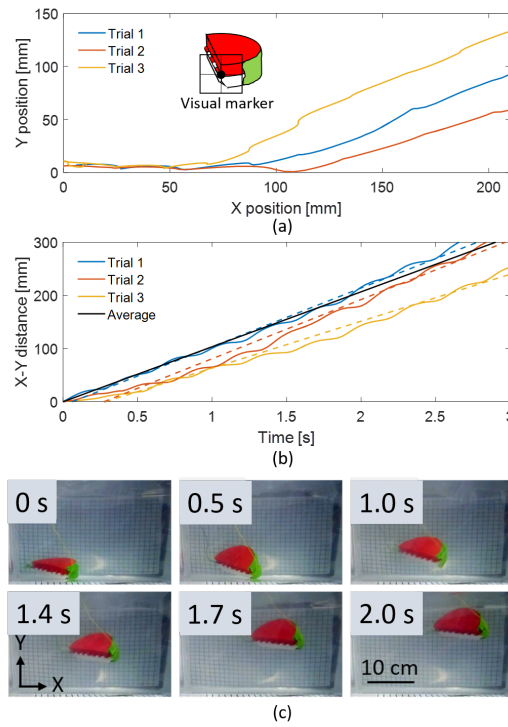 150
Trial 1
Trial 2
Trial 3
Visual marker
100
50
0
Y position [mm]
0
50
100
150
200
X position [mm]
(a)
300
Trial 1
Trial 2
Trial 3
Average
200
100
0
X-Y distance [mm]
0
0.5
1
1.5
2
2.5
3
Time [s]
(b)
0 s
0.5 s
1.0 s
1.4 s
1.7 s
2.0 s
Y
X
10 cm
(c)